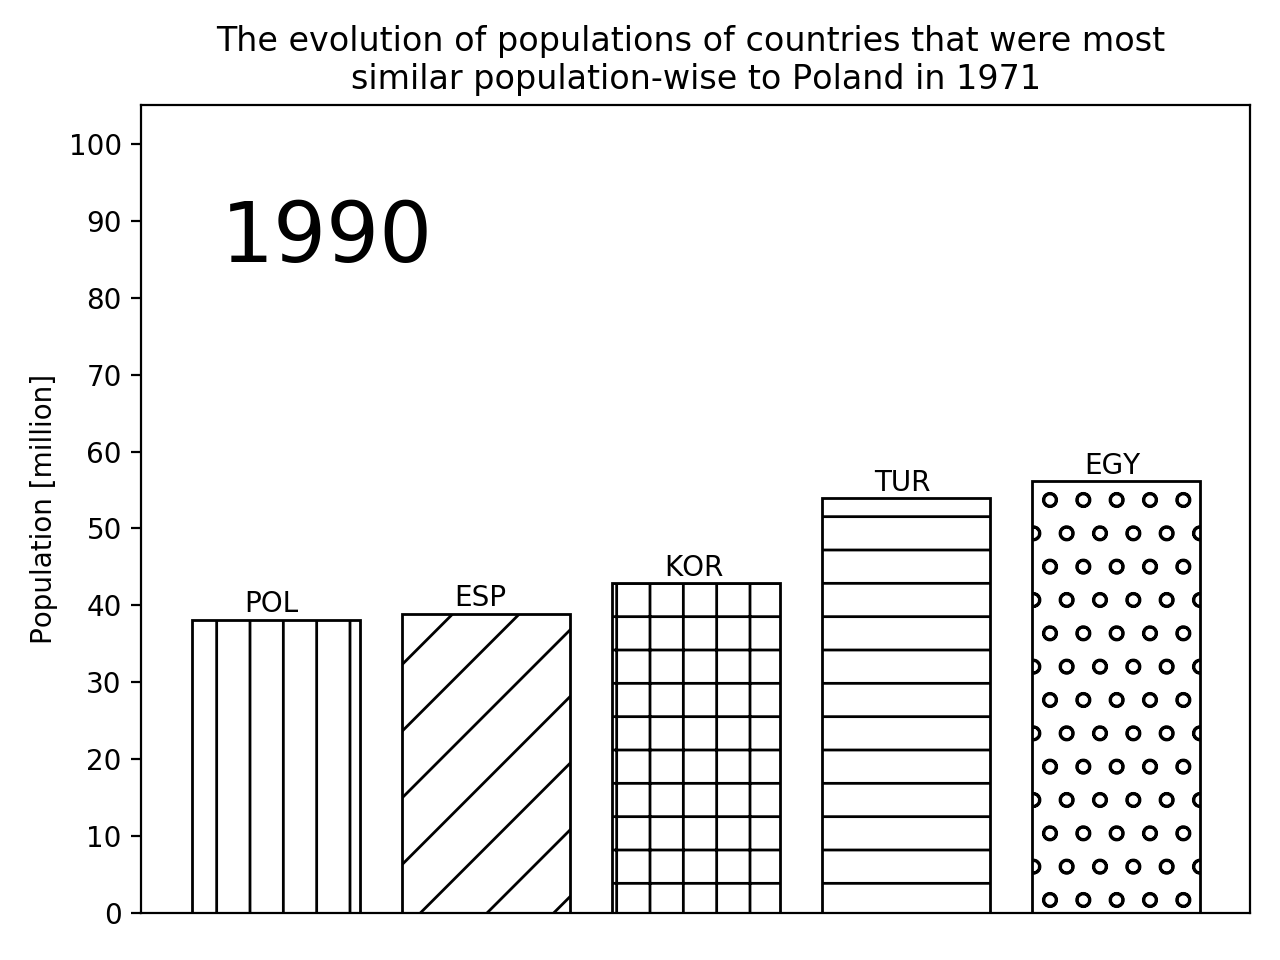 The evolution of populations of countries that were most
similar population-wise to Poland in 1971
100
90
80
70
60
50
40
30
20
10
0
Population [million]
1990
POL
ESP
KOR
TUR
EGY